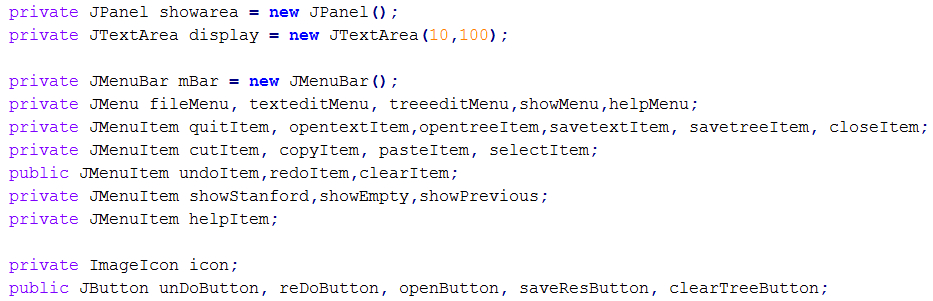 private JPanel showarea = new JPanel();
private JTextArea display = new JTextArea(10,100);
private JMenuBar mBar = new JMenuBar();
private JMenu fileMenu, texteditMenu, treeeditMenu,showMenu,helpMenu;
private JMenuItem quitItem, opentextItem,opentreeItem,savetextItem, savetreeItem, closeItem;
private JMenuItem cutItem, copyItem, pasteItem, selectItem;
public JMenuItem undoItem,redoItem,clearItem;
private JMenuItem showStanford,showEmpty,showPrevious;
private JMenuItem helpItem;
private ImageIcon icon;
public JButton unDoButton, reDoButton, openButton, saveResButton, clearTreeButton;